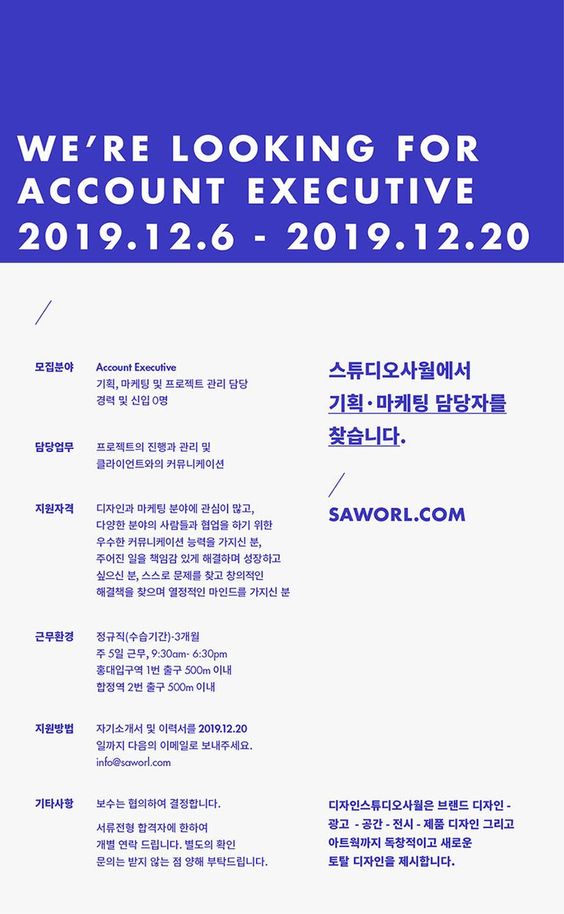 WE'RE LOOKING FOR
ACCOUNT EXECUTIVE
2019.12.6 - 2019.12.20
모집분야
Account Executive
기획, 마케팅 및 프로젝트 관리 담당
경력 및 신입 0명
담당업무
프로젝트의 진행과 관리 및
클라이언트와의 커뮤니케이션
지원자격
디자인과 마케팅 분야에 관심이 많고,
다양한 분야의 사람들과 협업을 하기 위한
우수한 커뮤니케이션 능력을 가지신 분,
주어진 일을 책임감 있게 해결하며 성장하고
싶으신 분, 스스로 문제를 찾고 창의적인
해결책을 찾으며 열정적인 마인드를 가지신 분
근무환경
정규직(수습기간)-3개월
주 5일 근무, 9:30am- 6:30pm
홍대입구역 1번 출구 500m 이내
합정역 2번 출구 500m 이내
지원방법
자기소개서 및 이력서를 2019.12.20
일까지 다음의 이메일로 보내주세요.
info@saworl.com
기타사항
보수는 협의하여 결정합니다.
서류전형 합격자에 한하여
개별 연락 드립니다. 별도의 확인
문의는 받지 않는 점 양해 부탁드립니다.
스튜디오사월에서
기획·마케팅 담당자를
찾습니다.
SAWORL.COM
디자인스튜디오사월은 브랜드 디자인 -
광고 - 공간 - 전시 - 제품 디자인 그리고
아트웍까지 독창적이고 새로운
토탈 디자인을 제시합니다.